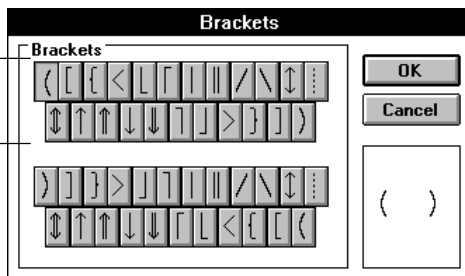 Brackets
Brackets
( [ { < ⌊ ⌈ | ‖ / \ ↕ ┊
⇕ ↑ ⇑ ↓ ⇓ ⌉ ⌋ > } ] )
) ] } > ⌋ ⌉ | ‖ / \ ↕ ┊
⇕ ↑ ⇑ ↓ ⇓ ⌈ ⌊ < { [ (
OK
Cancel
( )